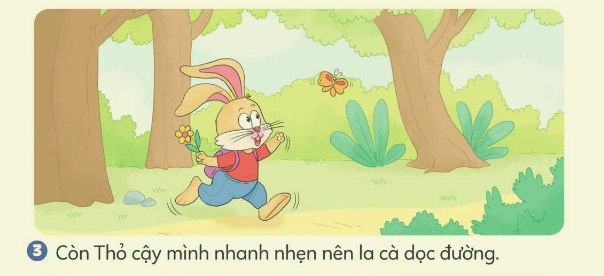 3 Còn Thỏ cậy mình nhanh nhẹn nên la cà dọc đường.